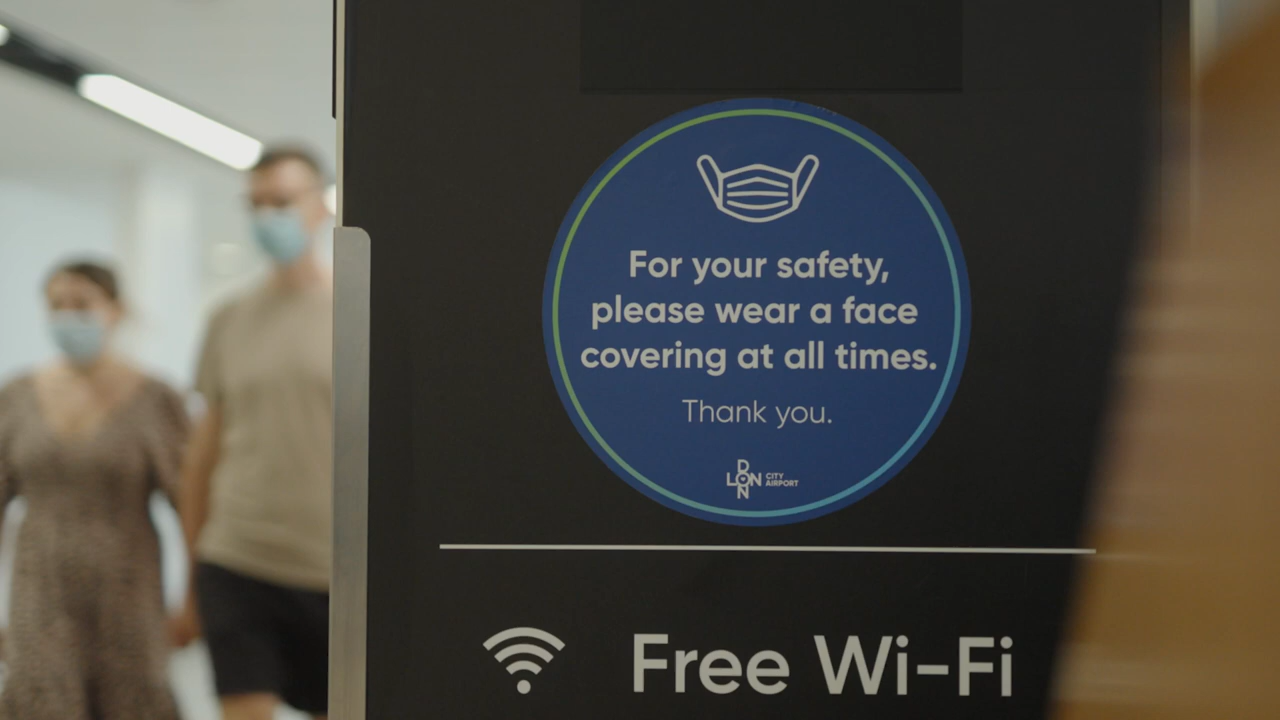 For your safety,
please wear a face
covering at all times.
Thank you.
LONDON CITY
AIRPORT
Free Wi-Fi